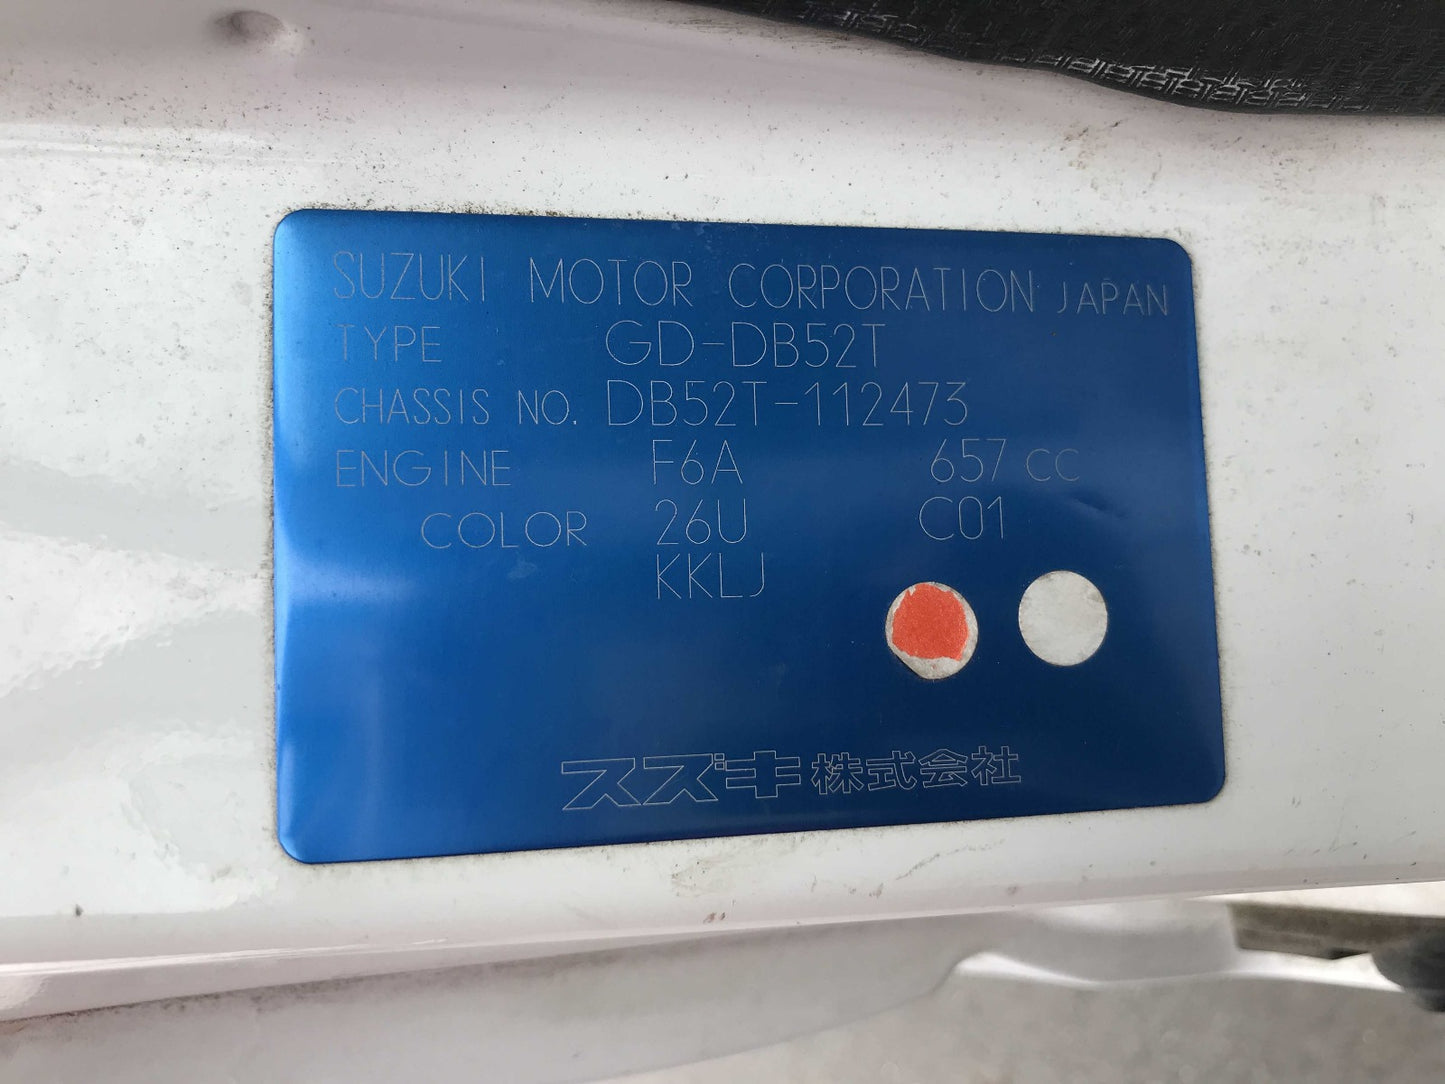 SUZUKI MOTOR CORPORATION JAPAN
TYPE GD-DB52T
CHASSIS NO. DB52T-112473
ENGINE F6A 657 CC
COLOR 26U C01
KKLJ
スズキ株式会社